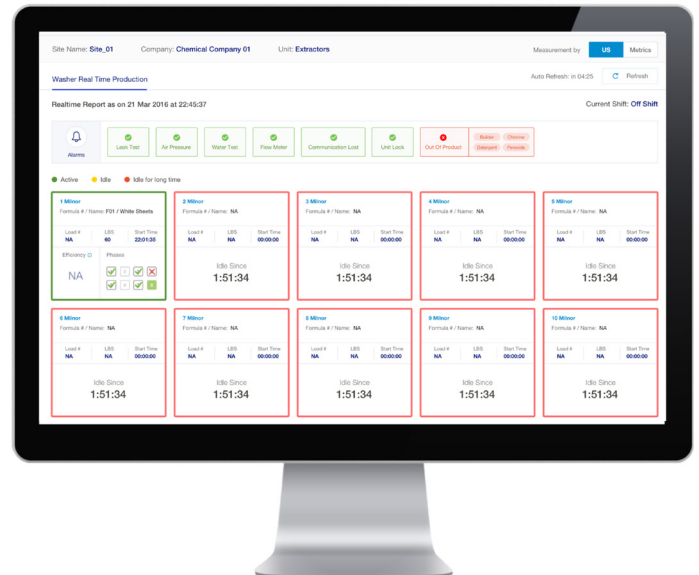 Site Name: Site_01 Company: Chemical Company 01 Unit: Extractors Measurement by US Metrics
Washer Real Time Production Auto Refresh: in 04:25 Refresh
Realtime Report as on 21 Mar 2016 at 22:45:37 Current Shift: Off Shift
Alarms Leak Test Air Pressure Water Test Flow Meter Communication Lost Unit Lock Out Of Product Builder Chlorine
Detergent Peroxide
Active Idle Idle for long time
1 Milnor 2 Milnor 3 Milnor 4 Milnor 5 Milnor
Formula # / Name: F01 / White Sheets Formula # / Name: NA Formula # / Name: NA Formula # / Name: NA Formula # / Name: NA
Load # LBS Start Time Load # LBS Start Time Load # LBS Start Time Load # LBS Start Time Load # LBS Start Time
NA 60 22:01:35 NA NA 00:00:00 NA NA 00:00:00 NA NA 00:00:00 NA NA 00:00:00
Efficiency Phases
NA
Idle Since Idle Since Idle Since Idle Since
1:51:34 1:51:34 1:51:34 1:51:34
6 Milnor 7 Milnor 8 Milnor 9 Milnor 10 Milnor
Formula # / Name: NA Formula # / Name: NA Formula # / Name: NA Formula # / Name: NA Formula # / Name: NA
Load # LBS Start Time Load # LBS Start Time Load # LBS Start Time Load # LBS Start Time Load # LBS Start Time
NA NA 00:00:00 NA NA 00:00:00 NA NA 00:00:00 NA NA 00:00:00 NA NA 00:00:00
Idle Since Idle Since Idle Since Idle Since Idle Since
1:51:34 1:51:34 1:51:34 1:51:34 1:51:34